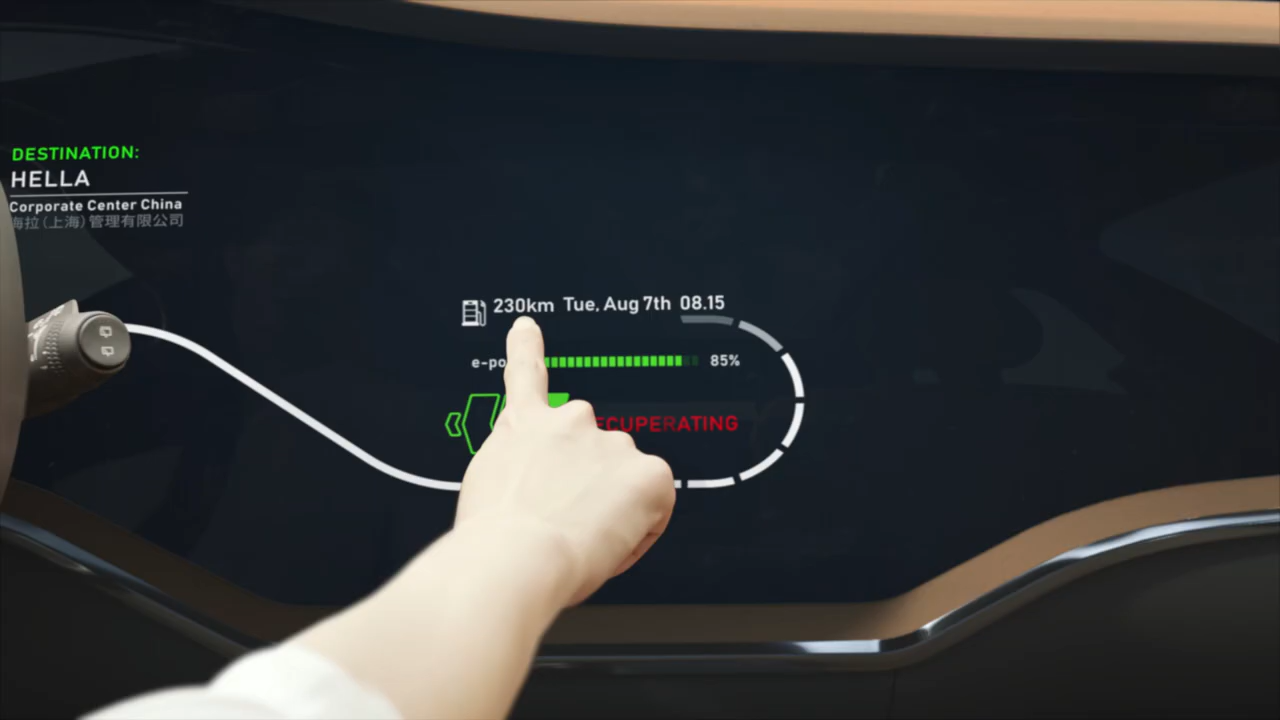 DESTINATION:
HELLA
Corporate Center China
海拉(上海)管理有限公司
230km Tue, Aug 7th 08.15
85%